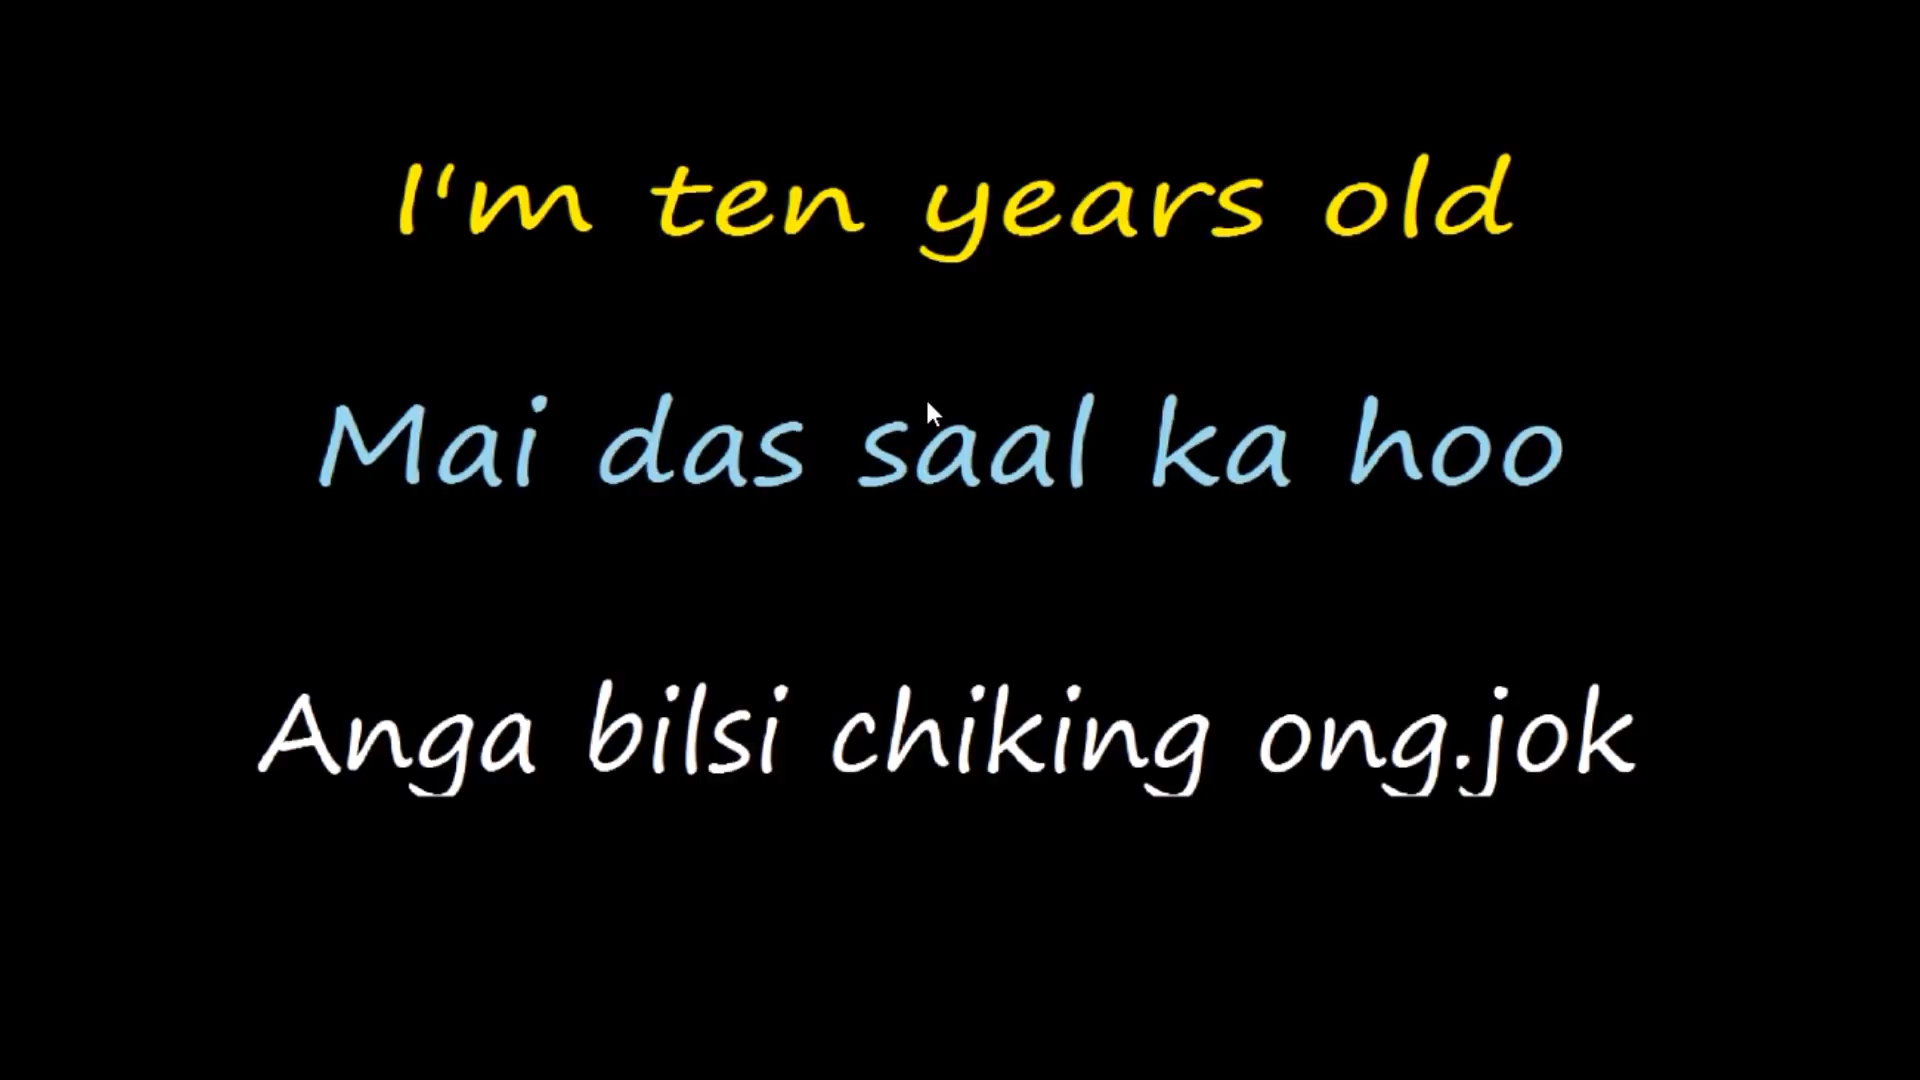 I'm ten years old
Mai das saal ka hoo
Anga bilsi chiking ong.jok